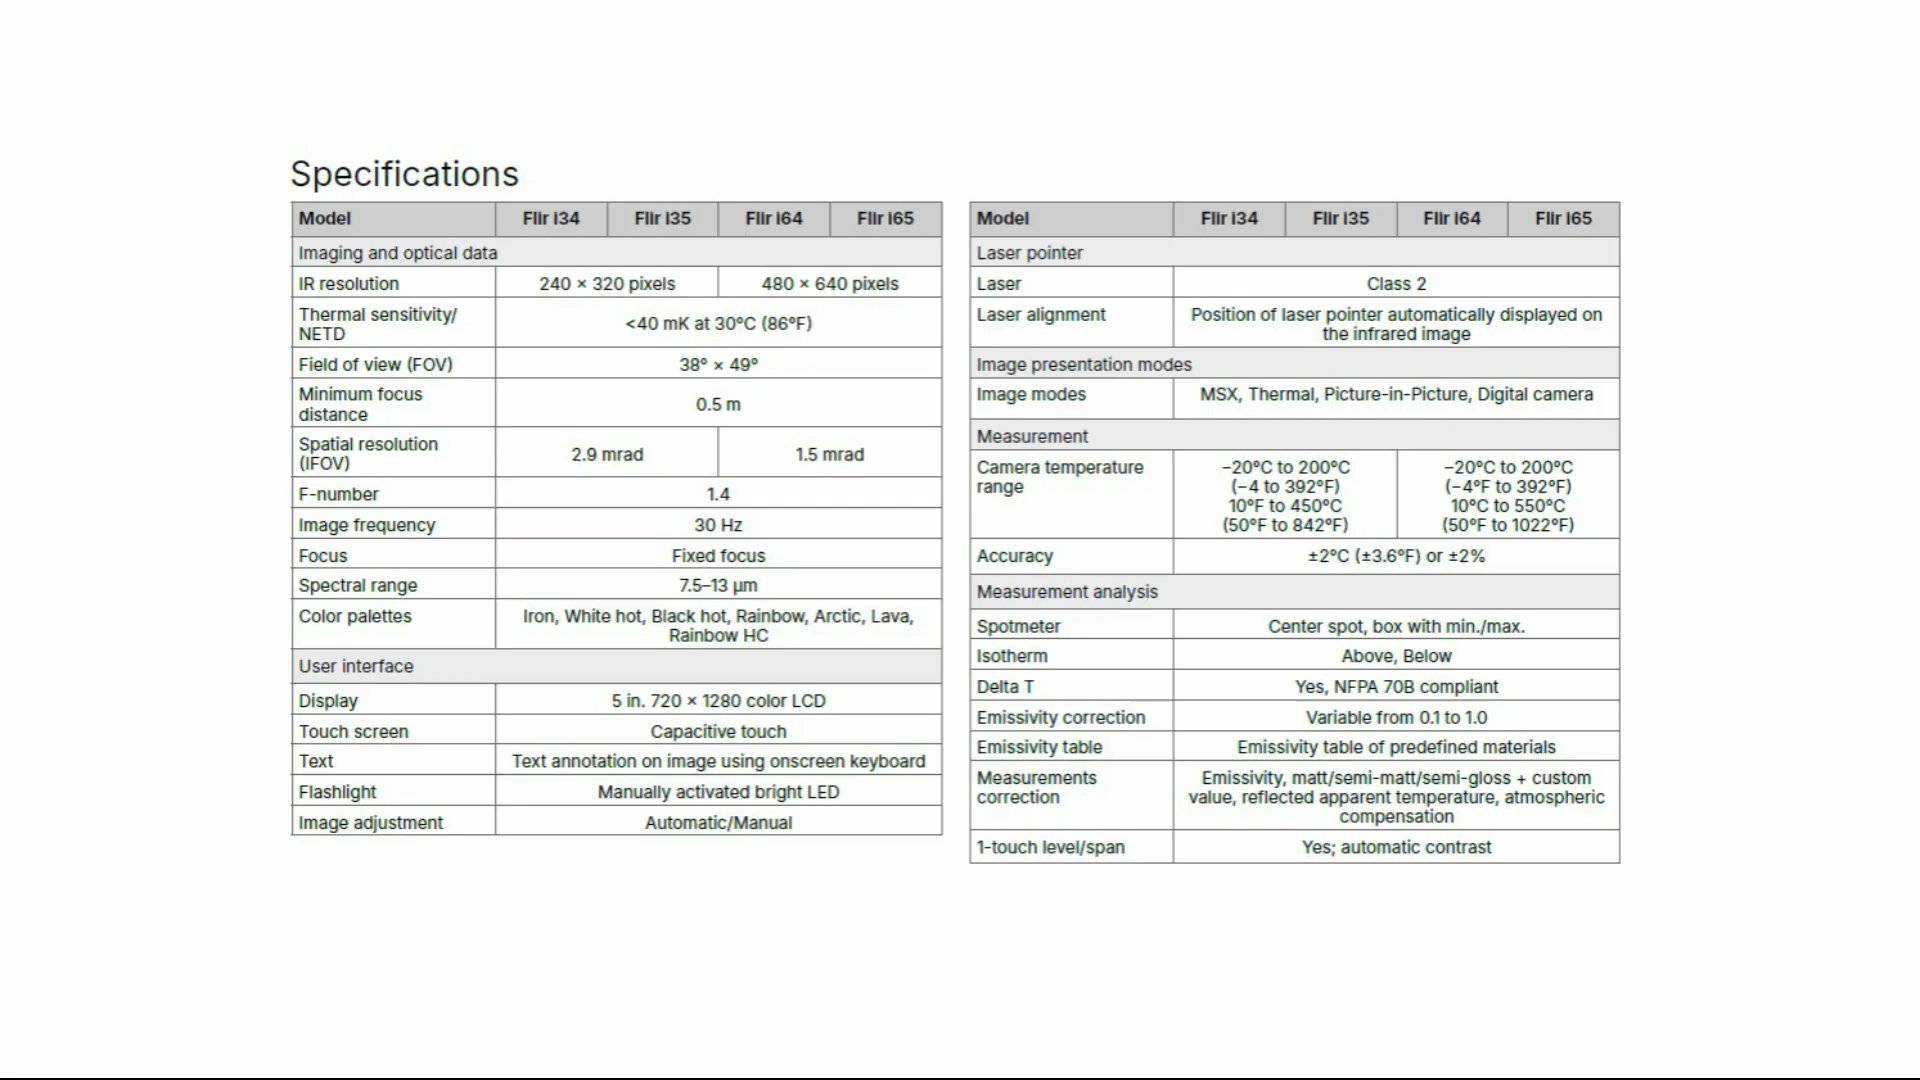 Specifications
Model Flir i34 Flir i35 Flir i64 Flir i65
Imaging and optical data
IR resolution 240 × 320 pixels 480 × 640 pixels
Thermal sensitivity/
NETD <40 mK at 30°C (86°F)
Field of view (FOV) 38° × 49°
Minimum focus
distance 0.5 m
Spatial resolution
(IFOV) 2.9 mrad 1.5 mrad
F-number 1.4
Image frequency 30 Hz
Focus Fixed focus
Spectral range 7.5–13 µm
Color palettes Iron, White hot, Black hot, Rainbow, Arctic, Lava,
Rainbow HC
User interface
Display 5 in. 720 × 1280 color LCD
Touch screen Capacitive touch
Text Text annotation on image using onscreen keyboard
Flashlight Manually activated bright LED
Image adjustment Automatic/Manual
Model Flir i34 Flir i35 Flir i64 Flir i65
Laser pointer
Laser Class 2
Laser alignment Position of laser pointer automatically displayed on
the infrared image
Image presentation modes
Image modes MSX, Thermal, Picture-in-Picture, Digital camera
Measurement
Camera temperature −20°C to 200°C −20°C to 200°C
range (−4 to 392°F) (−4°F to 392°F)
10°F to 450°C 10°C to 550°C
(50°F to 842°F) (50°F to 1022°F)
Accuracy ±2°C (±3.6°F) or ±2%
Measurement analysis
Spotmeter Center spot, box with min./max.
Isotherm Above, Below
Delta T Yes, NFPA 70B compliant
Emissivity correction Variable from 0.1 to 1.0
Emissivity table Emissivity table of predefined materials
Measurements Emissivity, matt/semi-matt/semi-gloss + custom
correction value, reflected apparent temperature, atmospheric
compensation
1-touch level/span Yes; automatic contrast